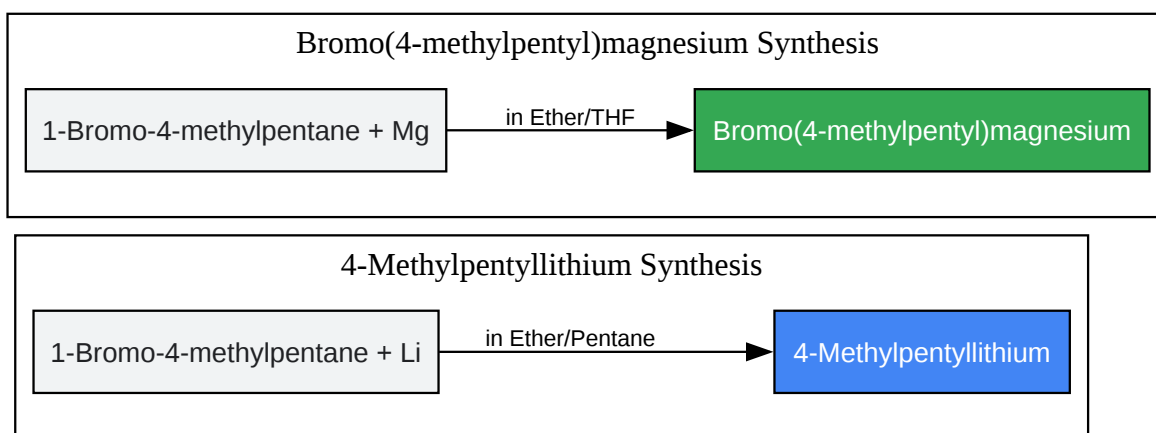 Bromo(4-methylpentyl)magnesium Synthesis
1-Bromo-4-methylpentane + Mg
in Ether/THF
Bromo(4-methylpentyl)magnesium
4-Methylpentyllithium Synthesis
1-Bromo-4-methylpentane + Li
in Ether/Pentane
4-Methylpentyllithium